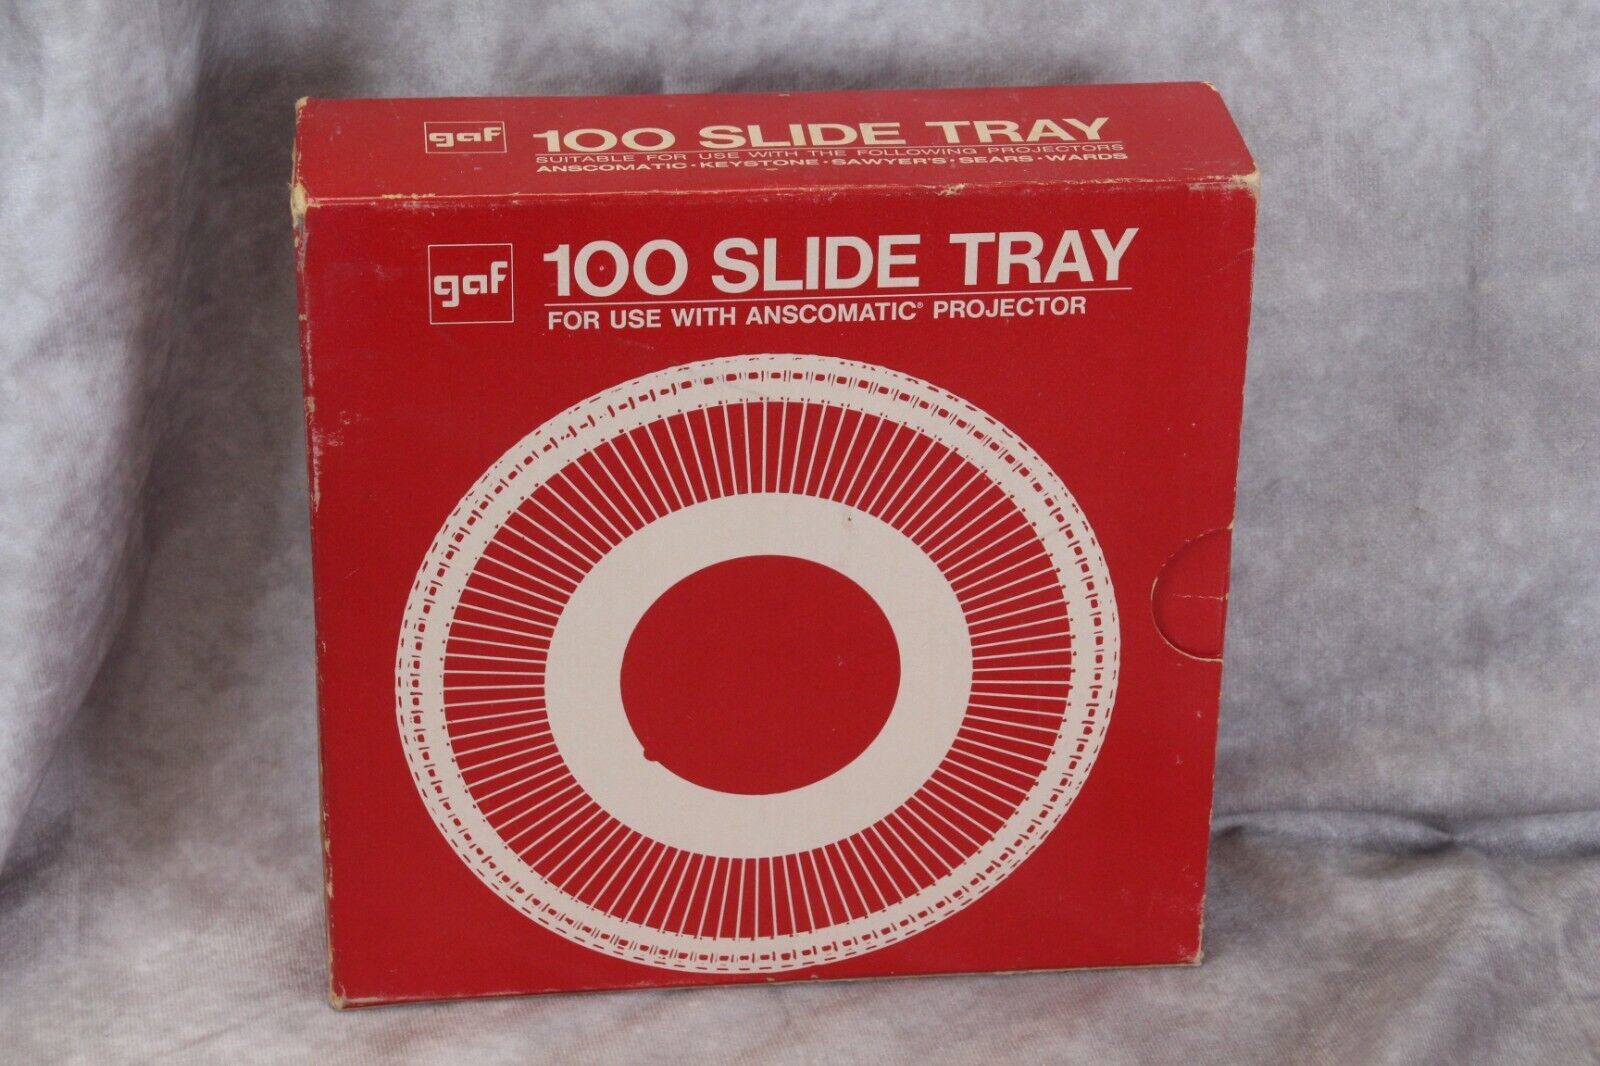 gaf 100 SLIDE TRAY
SUITABLE FOR USE WITH THE FOLLOWING PROJECTORS
ANSCOMATIC · KEYSTONE · SAWYER'S · SEARS · WARDS
gaf 100 SLIDE TRAY
FOR USE WITH ANSCOMATIC® PROJECTOR